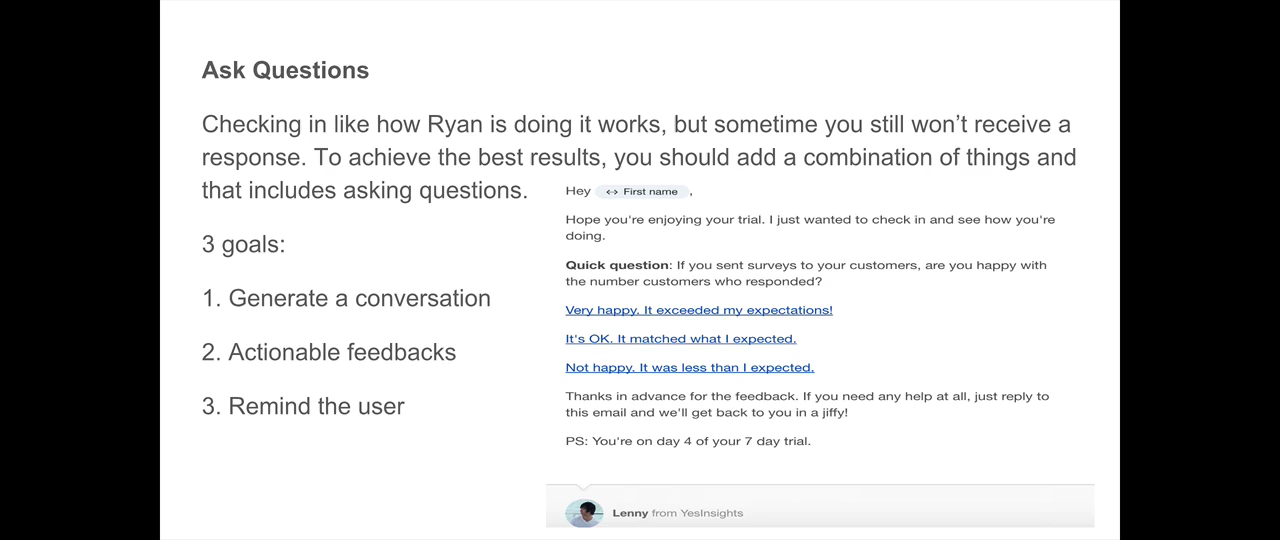 Ask Questions
Checking in like how Ryan is doing it works, but sometime you still won’t receive a
response. To achieve the best results, you should add a combination of things and
that includes asking questions.
3 goals:
1. Generate a conversation
2. Actionable feedbacks
3. Remind the user
Hey ↔ First name ,
Hope you're enjoying your trial. I just wanted to check in and see how you're
doing.
Quick question: If you sent surveys to your customers, are you happy with
the number customers who responded?
Very happy. It exceeded my expectations!
It's OK. It matched what I expected.
Not happy. It was less than I expected.
Thanks in advance for the feedback. If you need any help at all, just reply to
this email and we'll get back to you in a jiffy!
PS: You're on day 4 of your 7 day trial.
Lenny from YesInsights